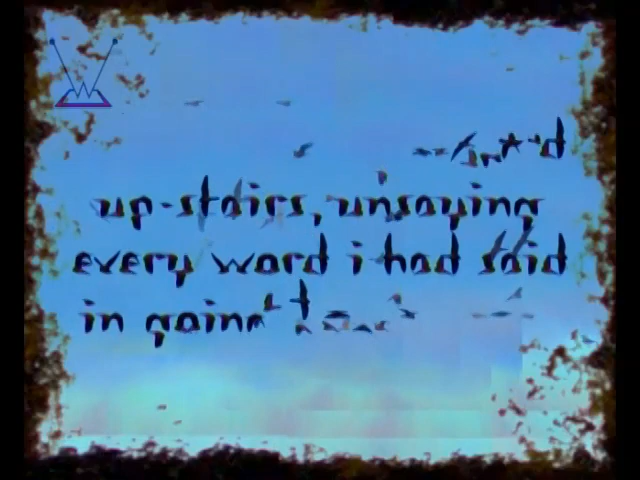 up-stairs, unsaying
every word i had said
in going